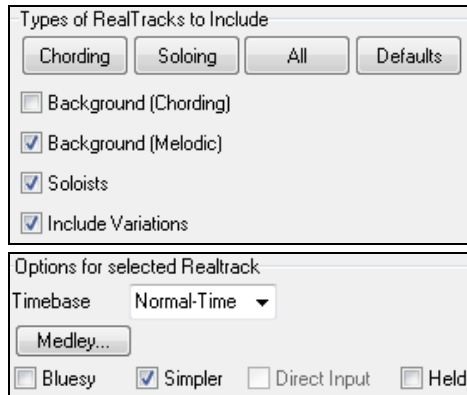 Types of RealTracks to Include
Chording Soloing All Defaults
Background (Chording)
Background (Melodic)
Soloists
Include Variations
Options for selected Realtrack
Timebase Normal-Time
Medley...
Bluesy Simpler Direct Input Held